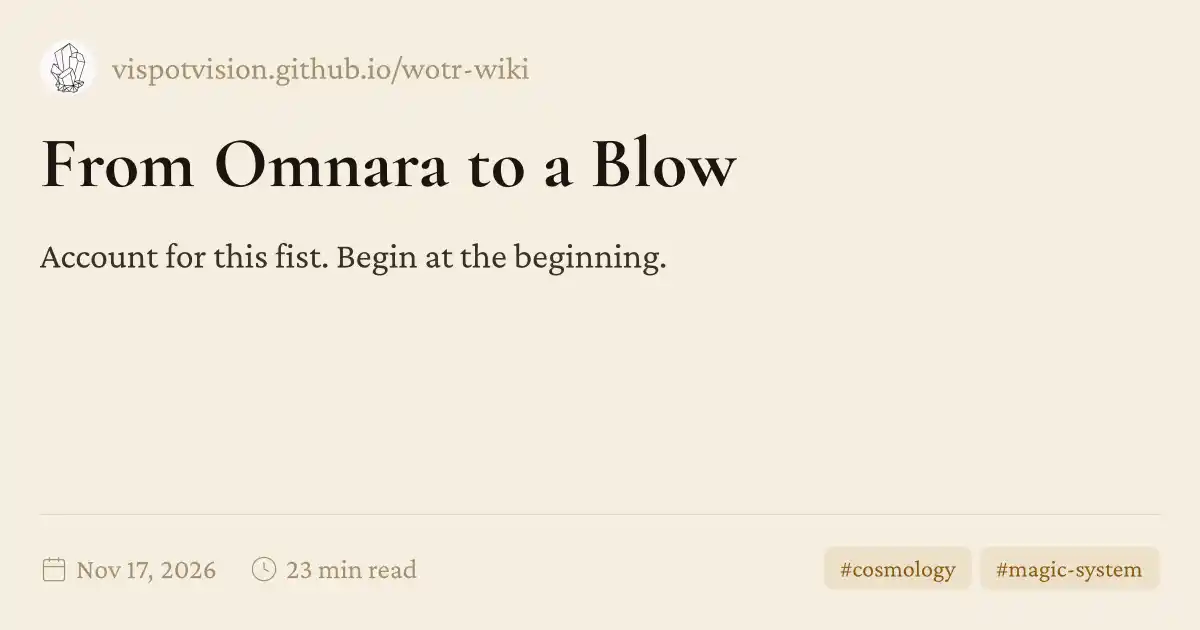 vispotvision.github.io/wotr-wiki
From Omnara to a Blow
Account for this fist. Begin at the beginning.
Nov 17, 2026
23 min read
#cosmology
#magic-system